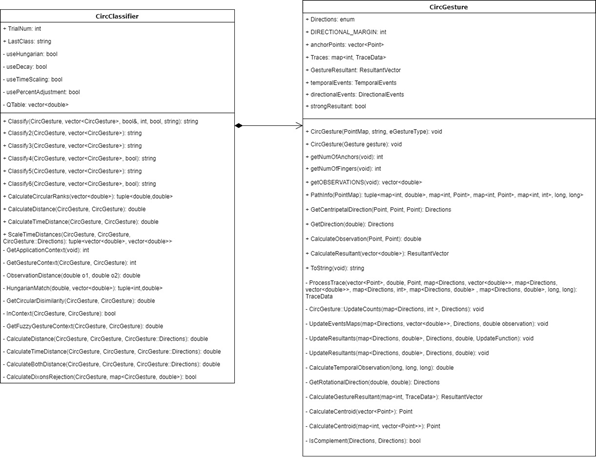 CircClassifier
+ TrialNum: int
+ LastClass: string
- useHungarian: bool
- useDecay: bool
- useTimeScaling: bool
- usePercentAdjustment: bool
- QTable: vector<double>
+ Classify(CircGesture, vector<CircGesture>, bool&, int, bool, string): string
+ Classify2(CircGesture, vector<CircGesture>): string
+ Classify3(CircGesture, vector<CircGesture>): string
+ Classify4(CircGesture, vector<CircGesture>, bool): string
+ Classify5(CircGesture, vector<CircGesture>): string
+ Classify6(CircGesture, vector<CircGesture>, bool): string
+ CalculateCircularRanks(vector<double>): tuple<double,double>
+ CalculateDistance(CircGesture, CircGesture): double
+ CalculateTimeDistance(CircGesture, CircGesture): double
+ ScaleTimeDistances(CircGesture, CircGesture,
CircGesture::Directions): tuple<vector<double>, vector<double>>
- GetApplicationContext(void): int
- GetGestureContext(CircGesture, CircGesture): int
- ObservationDistance(double o1, double o2): double
- HungarianMatch(double, vector<double>): tuple<int,double>
- GetCircularDisimilarity(CircGesture, CircGesture): double
- InContext(CircGesture, CircGesture): bool
- GetFuzzyGestureContext(CircGesture, CircGesture): double
- CalculateDistance(CircGesture, CircGesture, CircGesture::Directions): double
- CalculateTimeDistance(CircGesture, CircGesture, CircGesture::Directions): double
- CalculateBothDistance(CircGesture, CircGesture, CircGesture::Directions): double
- CalculateDixonsRejection(CircGesture, map<CircGesture, double>): bool
CircGesture
+ Directions: enum
+ DIRECTIONAL_MARGIN: int
+ anchorPoints: vector<Point>
+ Traces: map<int, TraceData>
+ GestureResultant: ResultantVector
+ temporalEvents: TemporalEvents
+ directionalEvents: DirectionalEvents
+ strongResultant: bool
+ CircGesture(PointMap, string, eGestureType): void
+ CircGesture(Gesture gesture): void
+ getNumOfAnchors(void): int
+ getNumOfFingers(void): int
+ getOBSERVATIONS(void): vector<double>
+ PathInfo(PointMap): tuple<map<int, double>, map<int, Point>, map<int, Point>, map<int, int>, long, long>
+ GetCentripetalDirection(Point, Point, Point): Directions
+ GetDirection(double): Directions
+ CalculateObservation(Point, Point): double
+ CalculateResultant(vector<double>): ResultantVector
+ ToString(void): string
- ProcessTrace(vector<Point>, double, Point, map<Directions, vector<double>>, map<Directions,
vector<double>>, map<Directions, int>, map<Directions, double> , map<Directions, double>, long, long):
TraceData
- CircGesture::UpdateCounts(map<Directions, int >, Directions): void
- UpdateEventsMaps(map<Directions, vector<double>>, Directions, double observation): void
- UpdateResultants(map<Directions, double>, Directions, double, UpdateFunction): void
- UpdateResultants(map<Directions, double>, Directions, double): void
- CalculateTemporalObservation(long, long, long): double
- GetRotationalDirection(double, double): Directions
- CalculateGestureResultant(map<int, TraceData>): ResultantVector
- CalculateCentroid(vector<Point>): Point
- CalculateCentroid(map<int, vector<Point>>): Point
- IsComplement(Directions, Directions): bool